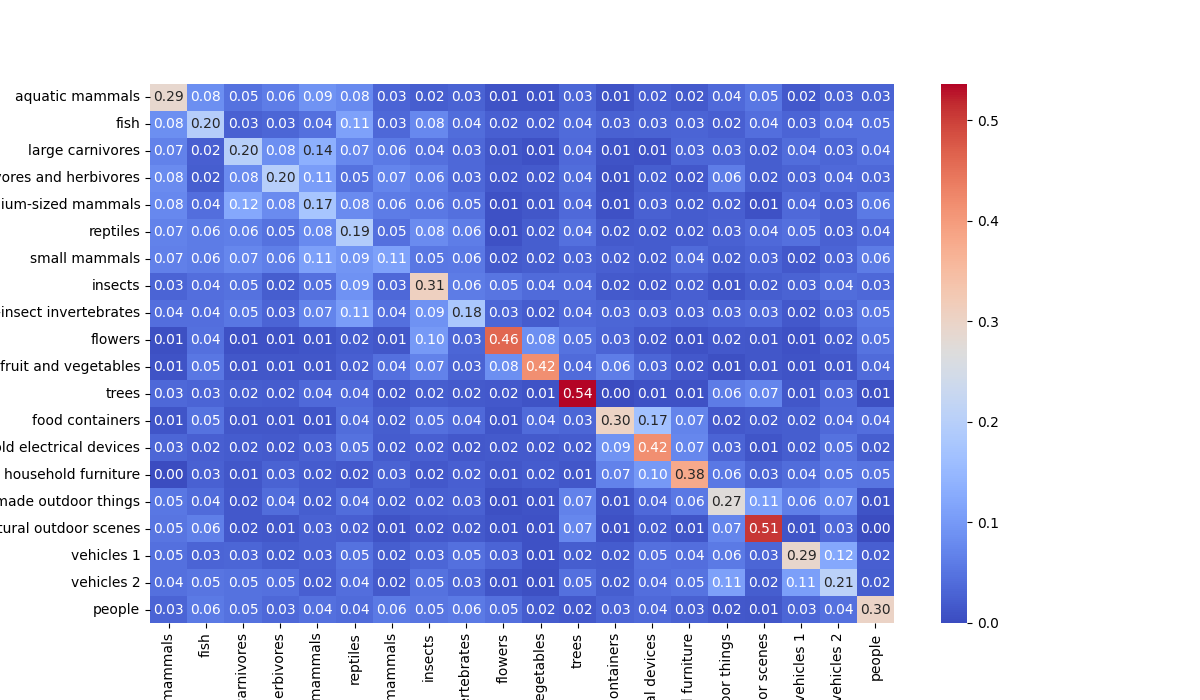 aquatic mammals 0.29 0.08 0.05 0.06 0.09 0.08 0.03 0.02 0.03 0.01 0.01 0.03 0.01 0.02 0.02 0.04 0.05 0.02 0.03 0.03
fish 0.08 0.20 0.03 0.03 0.04 0.11 0.03 0.08 0.04 0.02 0.02 0.04 0.03 0.03 0.03 0.02 0.04 0.03 0.04 0.05
large carnivores 0.07 0.02 0.20 0.08 0.14 0.07 0.06 0.04 0.03 0.01 0.01 0.04 0.01 0.01 0.03 0.03 0.02 0.04 0.03 0.04
ores and herbivores 0.08 0.02 0.08 0.20 0.11 0.05 0.07 0.06 0.03 0.02 0.02 0.04 0.01 0.02 0.02 0.06 0.02 0.03 0.04 0.03
ium-sized mammals 0.08 0.04 0.12 0.08 0.17 0.08 0.06 0.06 0.05 0.01 0.01 0.04 0.01 0.03 0.02 0.02 0.01 0.04 0.03 0.06
reptiles 0.07 0.06 0.06 0.05 0.08 0.19 0.05 0.08 0.06 0.01 0.02 0.04 0.02 0.02 0.02 0.03 0.04 0.05 0.03 0.04
small mammals 0.07 0.06 0.07 0.06 0.11 0.09 0.11 0.05 0.06 0.02 0.02 0.03 0.02 0.02 0.04 0.02 0.03 0.02 0.03 0.06
insects 0.03 0.04 0.05 0.02 0.05 0.09 0.03 0.31 0.06 0.05 0.04 0.04 0.02 0.02 0.02 0.01 0.02 0.03 0.04 0.03
insect invertebrates 0.04 0.04 0.05 0.03 0.07 0.11 0.04 0.09 0.18 0.03 0.02 0.04 0.03 0.03 0.03 0.03 0.03 0.02 0.03 0.05
flowers 0.01 0.04 0.01 0.01 0.01 0.02 0.01 0.10 0.03 0.46 0.08 0.05 0.03 0.02 0.01 0.02 0.01 0.01 0.02 0.05
fruit and vegetables 0.01 0.05 0.01 0.01 0.01 0.02 0.04 0.07 0.03 0.08 0.42 0.04 0.06 0.03 0.02 0.01 0.01 0.01 0.01 0.04
trees 0.03 0.03 0.02 0.02 0.04 0.04 0.02 0.02 0.02 0.02 0.01 0.54 0.00 0.01 0.01 0.06 0.07 0.01 0.03 0.01
food containers 0.01 0.05 0.01 0.01 0.01 0.04 0.02 0.05 0.04 0.01 0.04 0.03 0.30 0.17 0.07 0.02 0.02 0.02 0.04 0.04
old electrical devices 0.03 0.02 0.02 0.02 0.03 0.05 0.02 0.02 0.02 0.02 0.02 0.02 0.09 0.42 0.07 0.03 0.01 0.02 0.05 0.02
household furniture 0.00 0.03 0.01 0.03 0.02 0.02 0.03 0.02 0.02 0.01 0.02 0.01 0.07 0.10 0.38 0.06 0.03 0.04 0.05 0.05
made outdoor things 0.05 0.04 0.02 0.04 0.02 0.04 0.02 0.02 0.03 0.01 0.01 0.07 0.01 0.04 0.06 0.27 0.11 0.06 0.07 0.01
tural outdoor scenes 0.05 0.06 0.02 0.01 0.03 0.02 0.01 0.02 0.02 0.01 0.01 0.07 0.01 0.02 0.01 0.07 0.51 0.01 0.03 0.00
vehicles 1 0.05 0.03 0.03 0.02 0.03 0.05 0.02 0.03 0.05 0.03 0.01 0.02 0.02 0.05 0.04 0.06 0.03 0.29 0.12 0.02
vehicles 2 0.04 0.05 0.05 0.05 0.02 0.04 0.02 0.05 0.03 0.01 0.01 0.05 0.02 0.04 0.05 0.11 0.02 0.11 0.21 0.02
people 0.03 0.06 0.05 0.03 0.04 0.04 0.06 0.05 0.06 0.05 0.02 0.02 0.03 0.04 0.03 0.02 0.01 0.03 0.04 0.30
mammals
fish
arnivores
erbivores
mammals
reptiles
mammals
insects
ertebrates
flowers
egetables
trees
ontainers
al devices
furniture
or things
or scenes
vehicles 1
vehicles 2
people
0.5
0.4
0.3
0.2
0.1
0.0